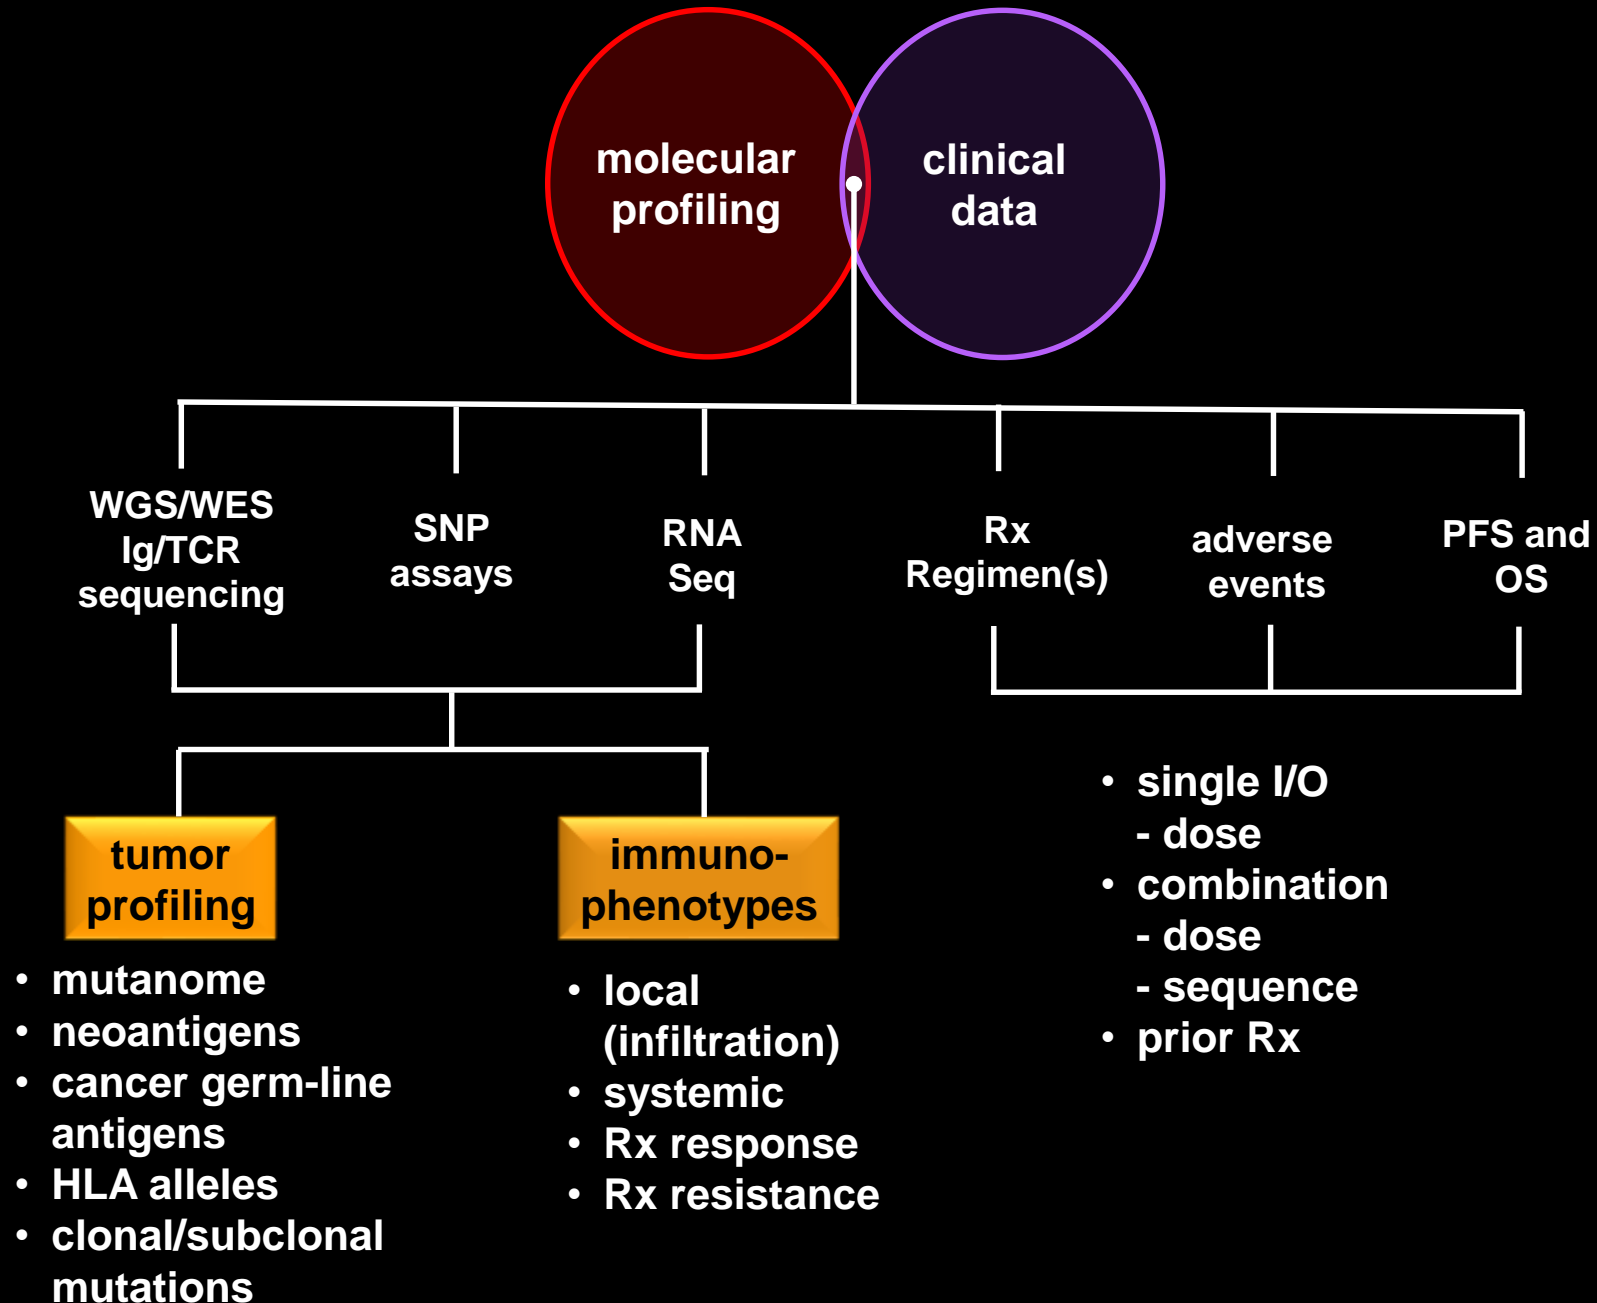 molecular
profiling
clinical
data
WGS/WES
Ig/TCR
sequencing
SNP
assays
RNA
Seq
Rx
Regimen(s)
adverse
events
PFS and
OS
tumor
profiling
• mutanome
• neoantigens
• cancer germ-line
antigens
• HLA alleles
• clonal/subclonal
mutations
immuno-
phenotypes
• local
(infiltration)
• systemic
• Rx response
• Rx resistance
• single I/O
- dose
• combination
- dose
- sequence
• prior Rx